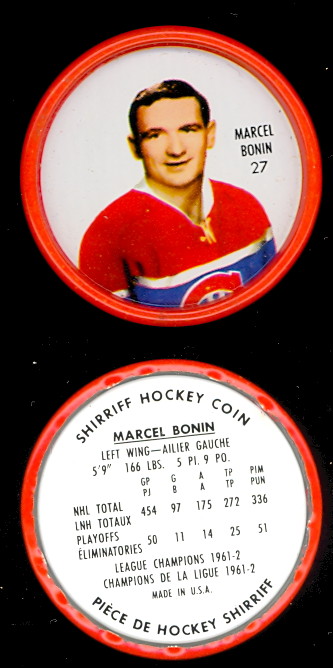 MARCEL
BONIN
27
SHIRRIFF HOCKEY COIN
MARCEL BONIN
LEFT WING—AILIER GAUCHE
5'9" 166 LBS. 5 PI. 9 PO.
GP G A TP PIM
PJ B A TP PUN
NHL TOTAL 454 97 175 272 336
LNH TOTAUX
PLAYOFFS 50 11 14 25 51
ÉLIMINATORIES
LEAGUE CHAMPIONS 1961-2
CHAMPIONS DE LA LIGUE 1961-2
MADE IN U.S.A.
PIÈCE DE HOCKEY SHIRRIFF